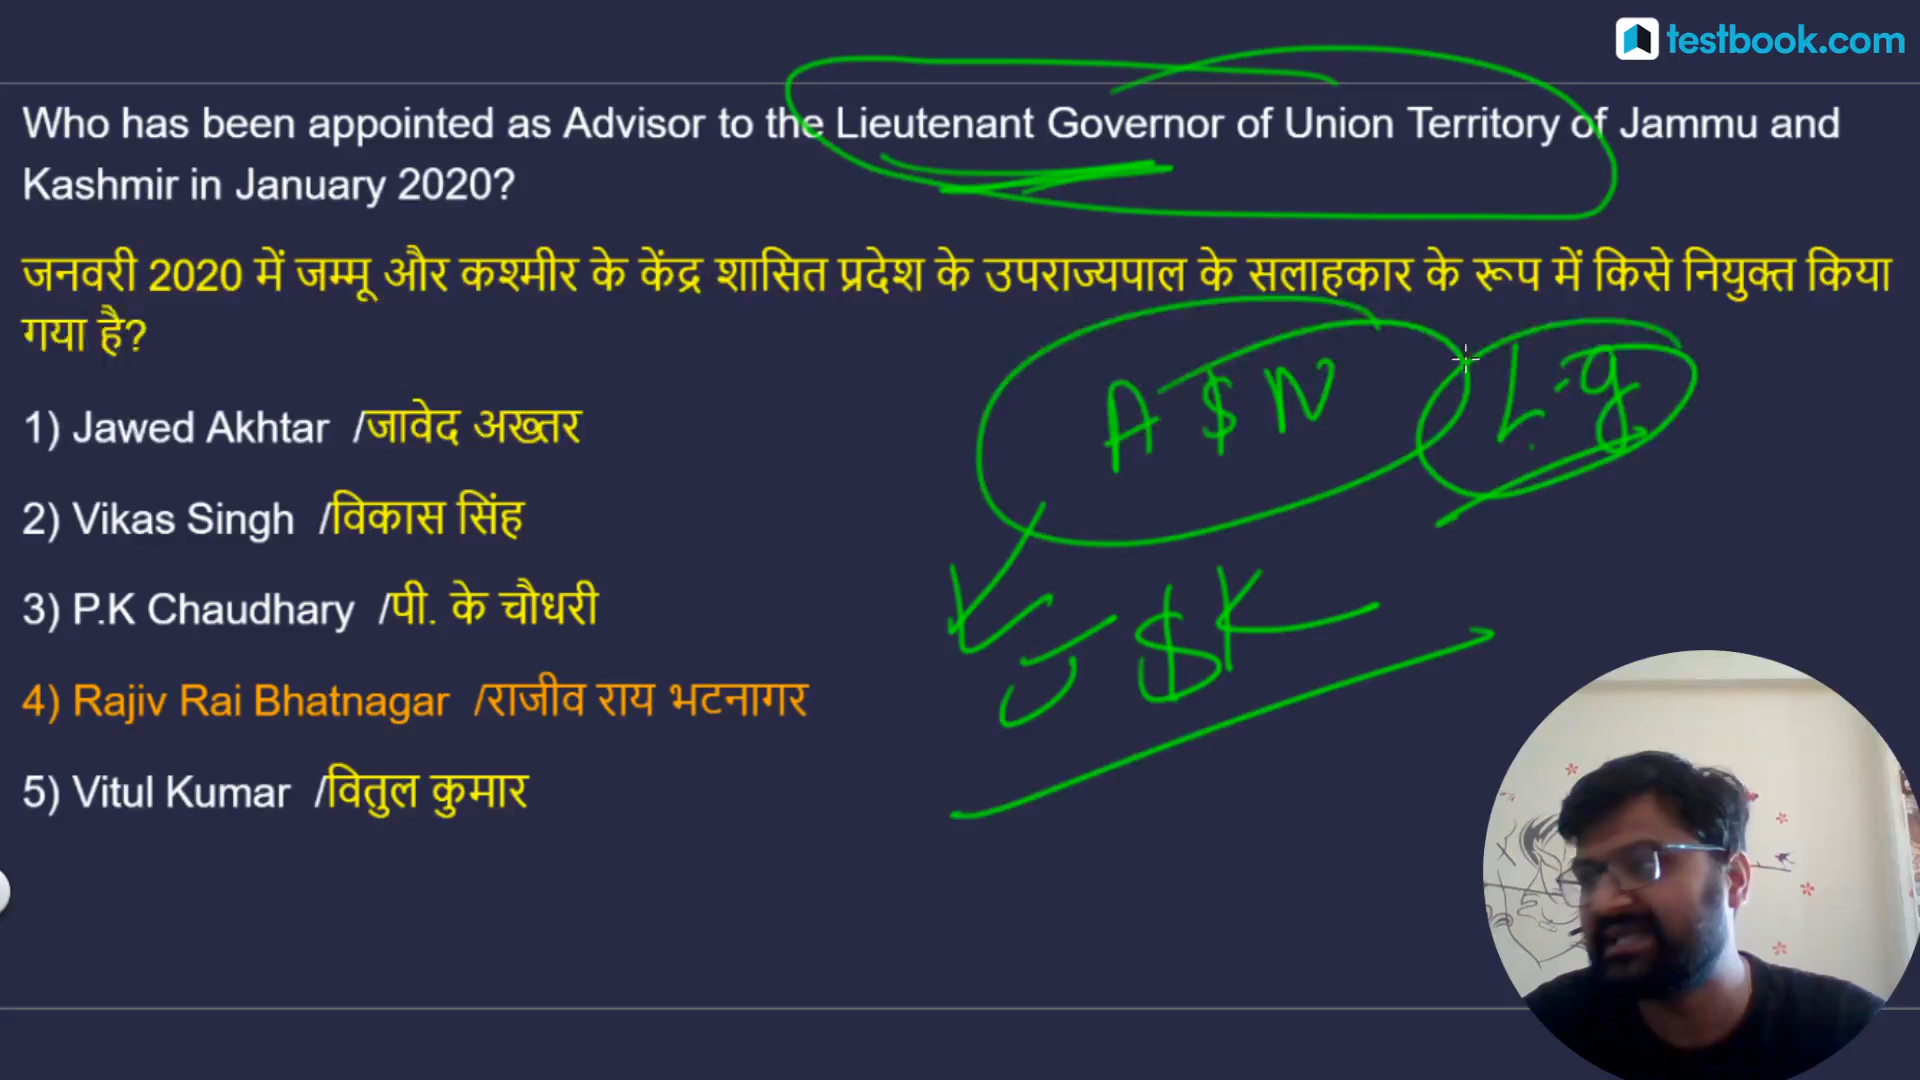 testbook.com
Who has been appointed as Advisor to the Lieutenant Governor of Union Territory of Jammu and
Kashmir in January 2020?
जनवरी 2020 में जम्मू और कश्मीर के केंद्र शासित प्रदेश के उपराज्यपाल के सलाहकार के रूप में किसे नियुक्त किया
गया है?
A $ N
L.g
1) Jawed Akhtar /जावेद अख्तर
2) Vikas Singh /विकास सिंह
3) P.K Chaudhary /पी. के चौधरी
J $ K
4) Rajiv Rai Bhatnagar /राजीव राय भटनागर
5) Vitul Kumar /वितुल कुमार